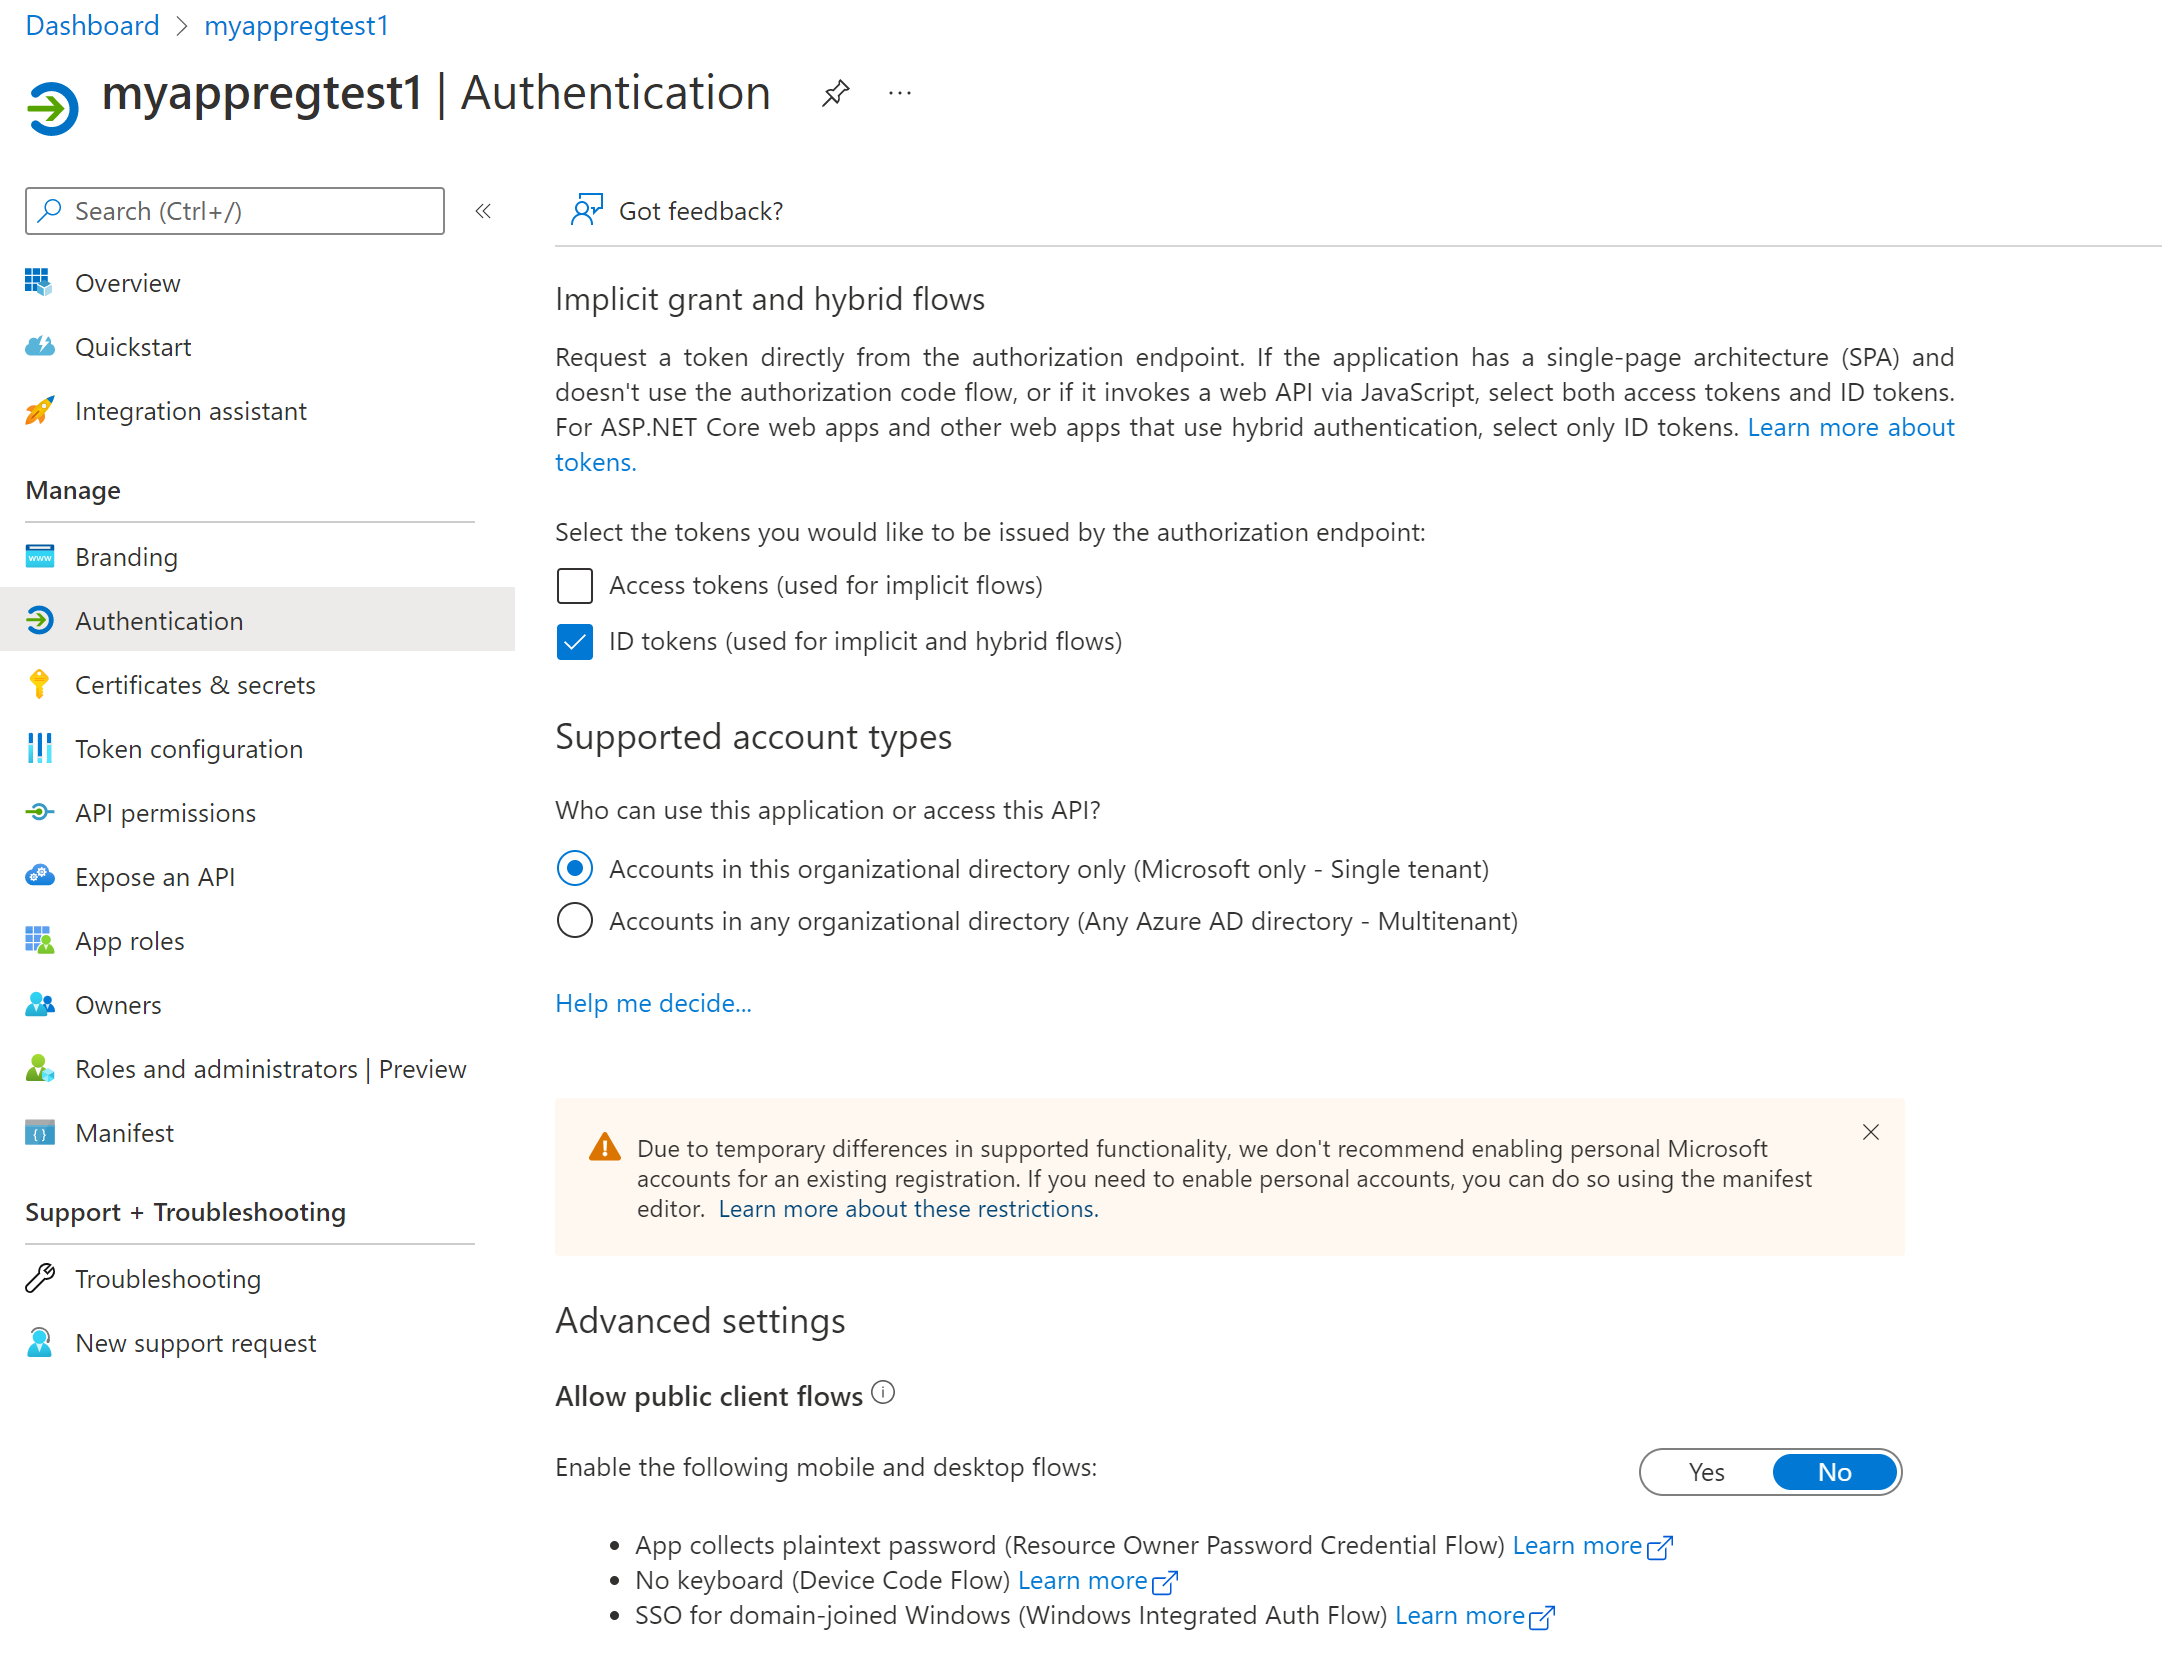 Dashboard > myappregtest1
myappregtest1 | Authentication
Search (Ctrl+/)
Overview
Quickstart
Integration assistant
Manage
Branding
Authentication
Certificates & secrets
Token configuration
API permissions
Expose an API
App roles
Owners
Roles and administrators | Preview
Manifest
Support + Troubleshooting
Troubleshooting
New support request
Got feedback?
Implicit grant and hybrid flows
Request a token directly from the authorization endpoint. If the application has a single-page architecture (SPA) and
doesn't use the authorization code flow, or if it invokes a web API via JavaScript, select both access tokens and ID tokens.
For ASP.NET Core web apps and other web apps that use hybrid authentication, select only ID tokens. Learn more about
tokens.
Select the tokens you would like to be issued by the authorization endpoint:
Access tokens (used for implicit flows)
ID tokens (used for implicit and hybrid flows)
Supported account types
Who can use this application or access this API?
Accounts in this organizational directory only (Microsoft only - Single tenant)
Accounts in any organizational directory (Any Azure AD directory - Multitenant)
Help me decide...
Due to temporary differences in supported functionality, we don't recommend enabling personal Microsoft
accounts for an existing registration. If you need to enable personal accounts, you can do so using the manifest
editor. Learn more about these restrictions.
Advanced settings
Allow public client flows
Enable the following mobile and desktop flows:
Yes No
• App collects plaintext password (Resource Owner Password Credential Flow) Learn more
• No keyboard (Device Code Flow) Learn more
• SSO for domain-joined Windows (Windows Integrated Auth Flow) Learn more